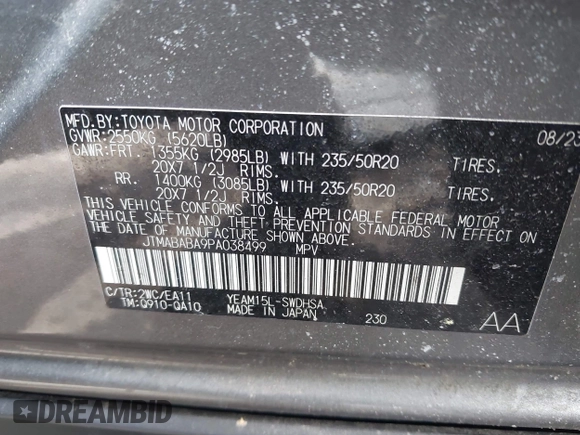 MFD.BY:TOYOTA MOTOR CORPORATION 08/23
GVWR:2550KG (5620LB)
GAWR:FRT. 1355KG (2985LB) WITH 235/50R20 TIRES.
20X7 1/2J RIMS.
RR. 1400KG (3085LB) WITH 235/50R20 TIRES.
20X7 1/2J RIMS.
THIS VEHICLE CONFORMS TO ALL APPLICABLE FEDERAL MOTOR
VEHICLE SAFETY AND THEFT PREVENTION STANDARDS IN EFFECT ON
THE DATE OF MANUFACTURE SHOWN ABOVE.
JTMABABA9PA038499 MPV
C/TR:2WC/EA11 YEAM15L-SWDHSA
TM:Q910-QA10 MADE IN JAPAN 230 AA
DREAMBID